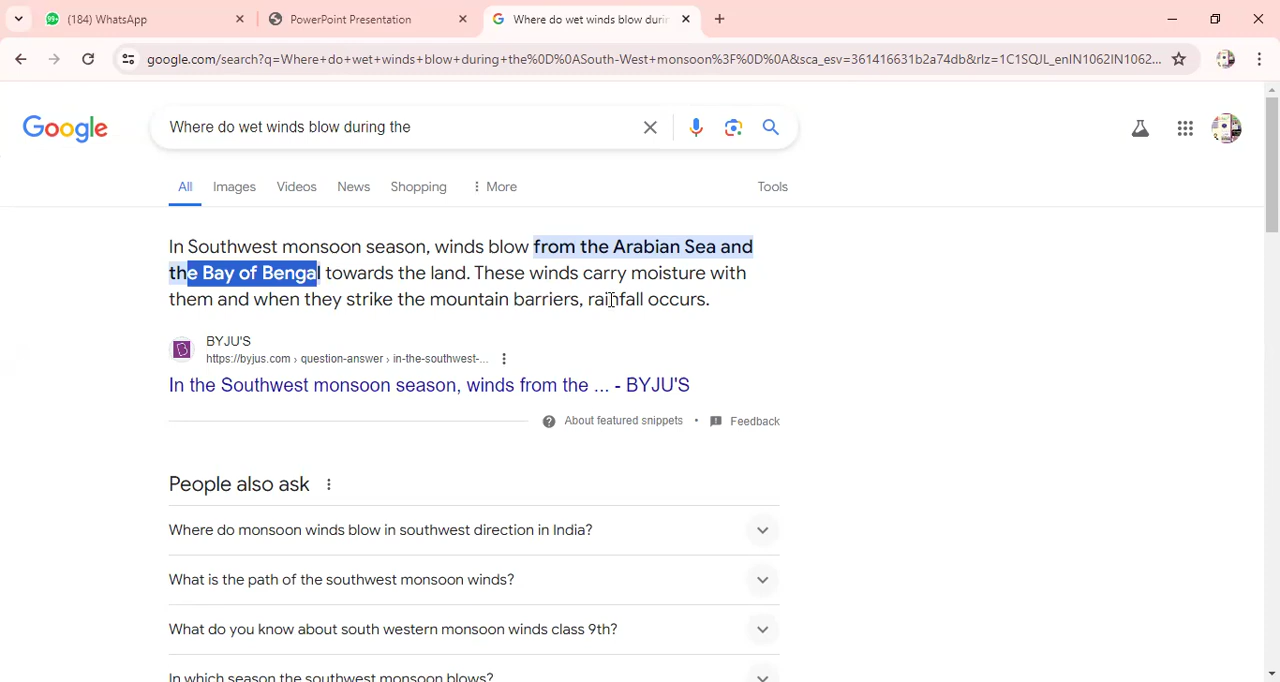 (184) WhatsApp
PowerPoint Presentation
Where do wet winds blow durin
google.com/search?q=Where+do+wet+winds+blow+during+the%0D%0ASouth-West+monsoon%3F%0D%0A&sca_esv=361416631b2a74db&rlz=1C1SQJL_enIN1062IN1062...
Google
Where do wet winds blow during the
All
Images
Videos
News
Shopping
More
Tools
In Southwest monsoon season, winds blow from the Arabian Sea and
the Bay of Bengal towards the land. These winds carry moisture with
them and when they strike the mountain barriers, rainfall occurs.
BYJU'S
https://byjus.com › question-answer › in-the-southwest-...
In the Southwest monsoon season, winds from the ... - BYJU'S
About featured snippets • Feedback
People also ask
Where do monsoon winds blow in southwest direction in India?
What is the path of the southwest monsoon winds?
What do you know about south western monsoon winds class 9th?
In which season the southwest monsoon blows?